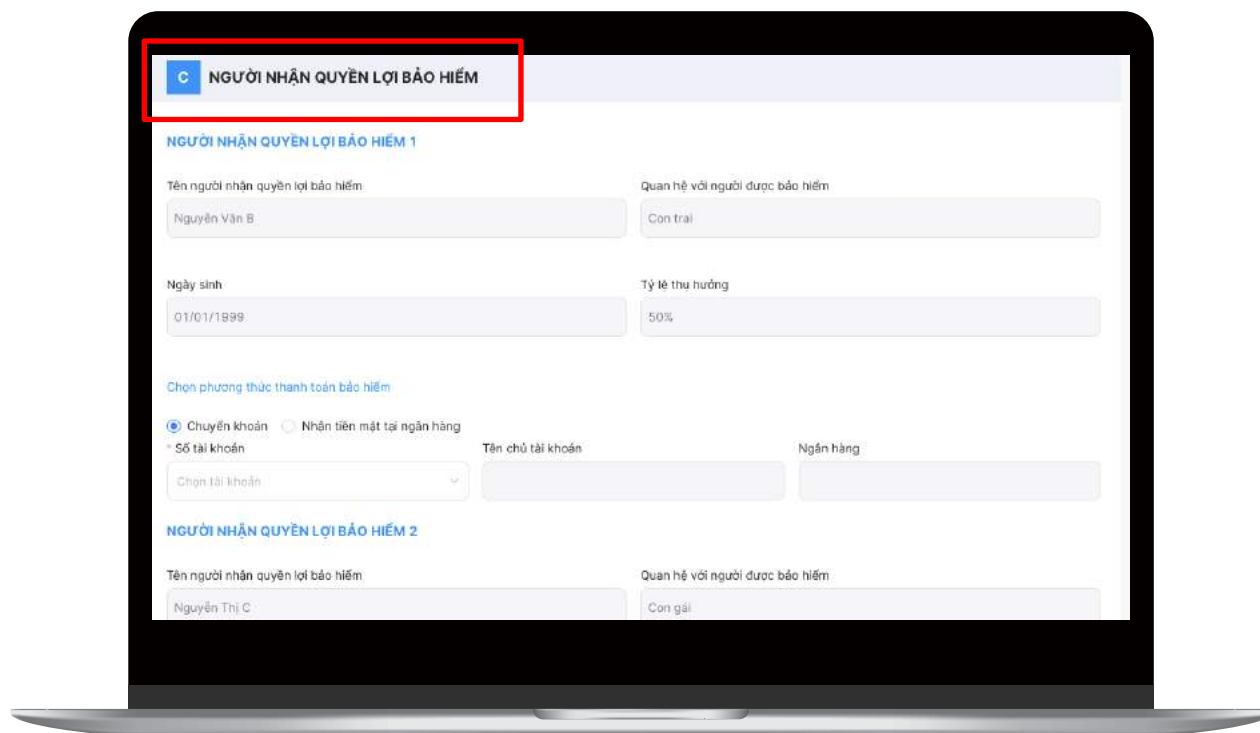 C NGƯỜI NHẬN QUYỀN LỢI BẢO HIỂM
NGƯỜI NHẬN QUYỀN LỢI BẢO HIỂM 1
Tên người nhận quyền lợi bảo hiểm Quan hệ với người được bảo hiểm
Nguyễn Văn B Con trai
Ngày sinh Tỷ lệ thu hưởng
01/01/1999 50%
Chọn phương thức thanh toán bảo hiểm
Chuyển khoản Nhận tiền mặt tại ngân hàng
* Số tài khoản Tên chủ tài khoản Ngân hàng
Chọn tài khoản
NGƯỜI NHẬN QUYỀN LỢI BẢO HIỂM 2
Tên người nhận quyền lợi bảo hiểm Quan hệ với người được bảo hiểm
Nguyễn Thị C Con gái